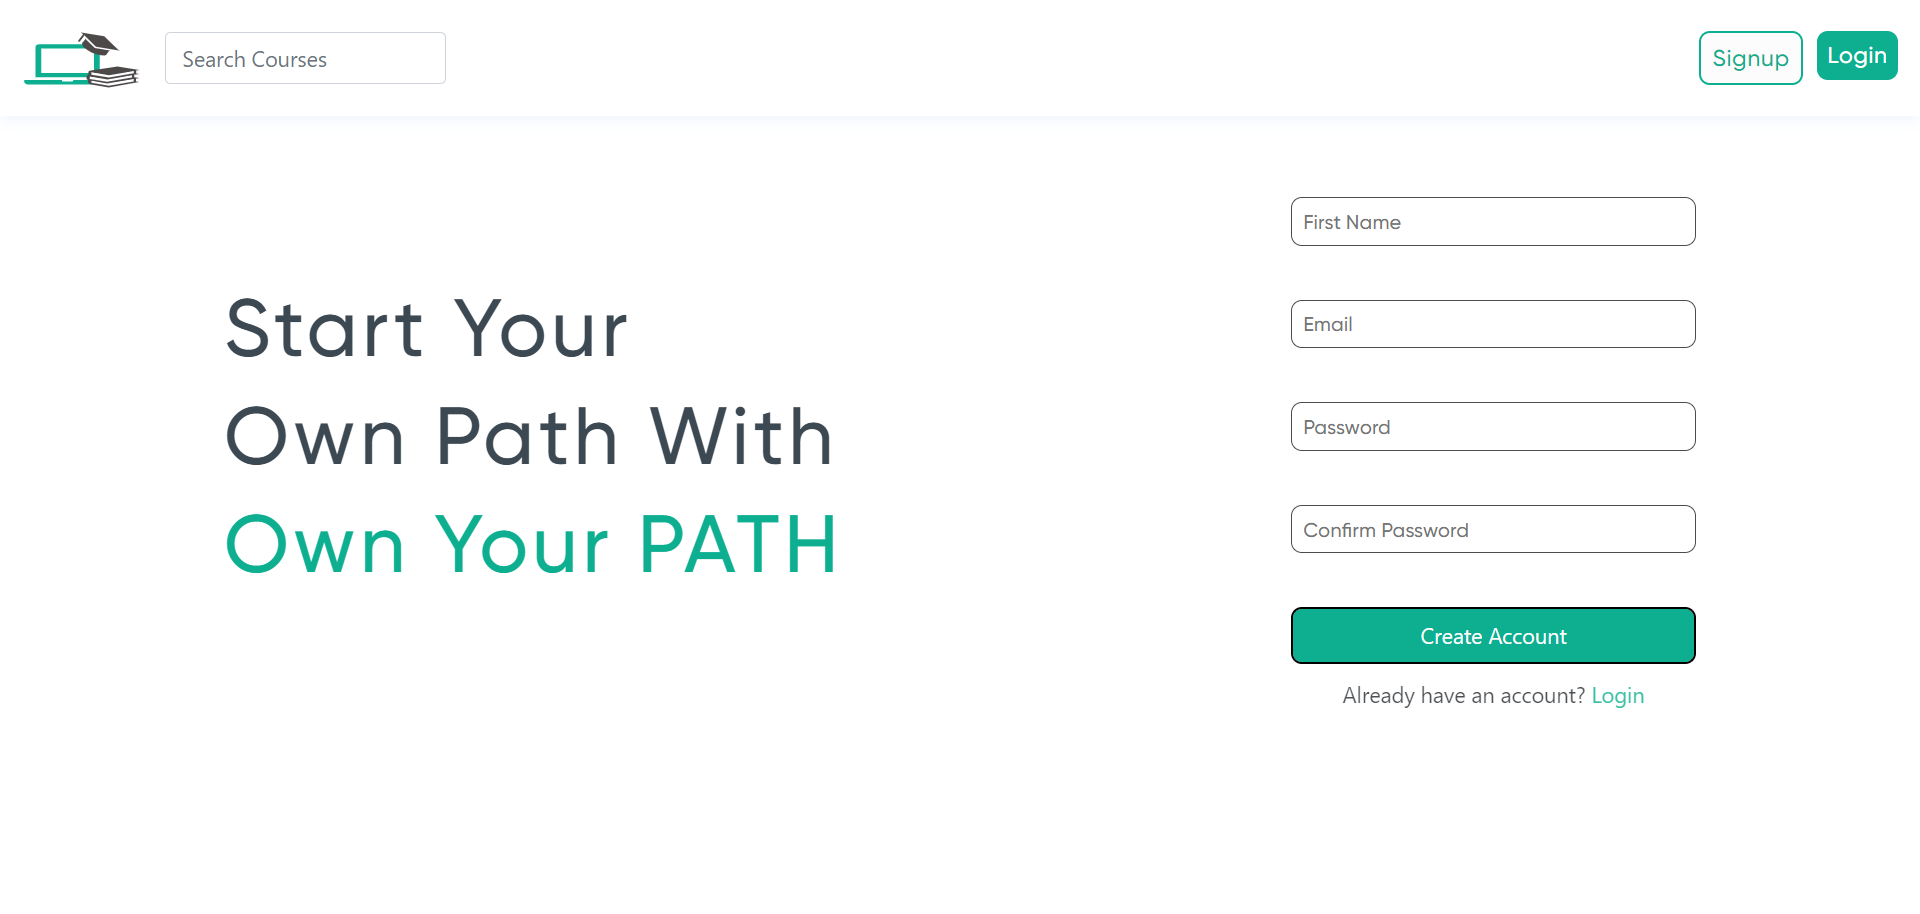 Search Courses
Signup
Login
Start Your
Own Path With
Own Your PATH
First Name
Email
Password
Confirm Password
Create Account
Already have an account? Login